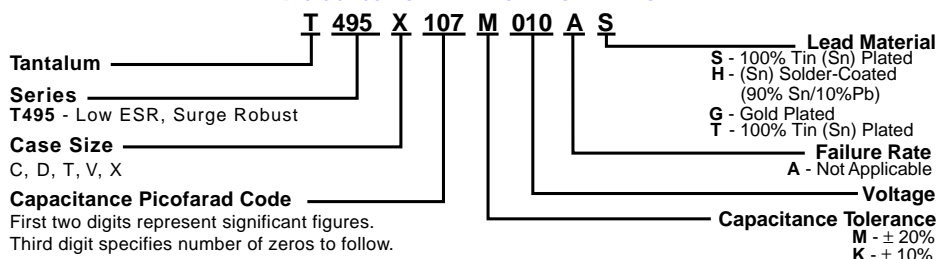 T 495 X 107 M 010 A S
Tantalum
Series
T495 - Low ESR, Surge Robust
Case Size
C, D, T, V, X
Capacitance Picofarad Code
First two digits represent significant figures.
Third digit specifies number of zeros to follow.
Lead Material
S - 100% Tin (Sn) Plated
H - (Sn) Solder-Coated
(90% Sn/10%Pb)
G - Gold Plated
T - 100% Tin (Sn) Plated
Failure Rate
A - Not Applicable
Voltage
Capacitance Tolerance
M - ± 20%
K - ± 10%